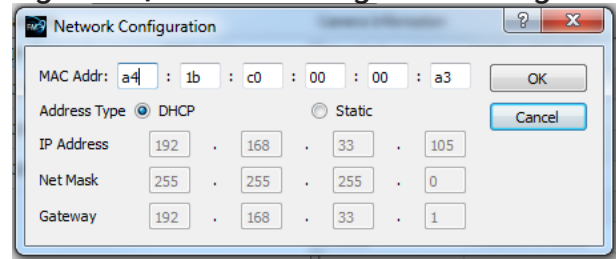 Network Configuration
MAC Addr: a4 : 1b : c0 : 00 : 00 : a3 OK
Address Type DHCP Static Cancel
IP Address 192 . 168 . 33 . 105
Net Mask 255 . 255 . 255 . 0
Gateway 192 . 168 . 33 . 1